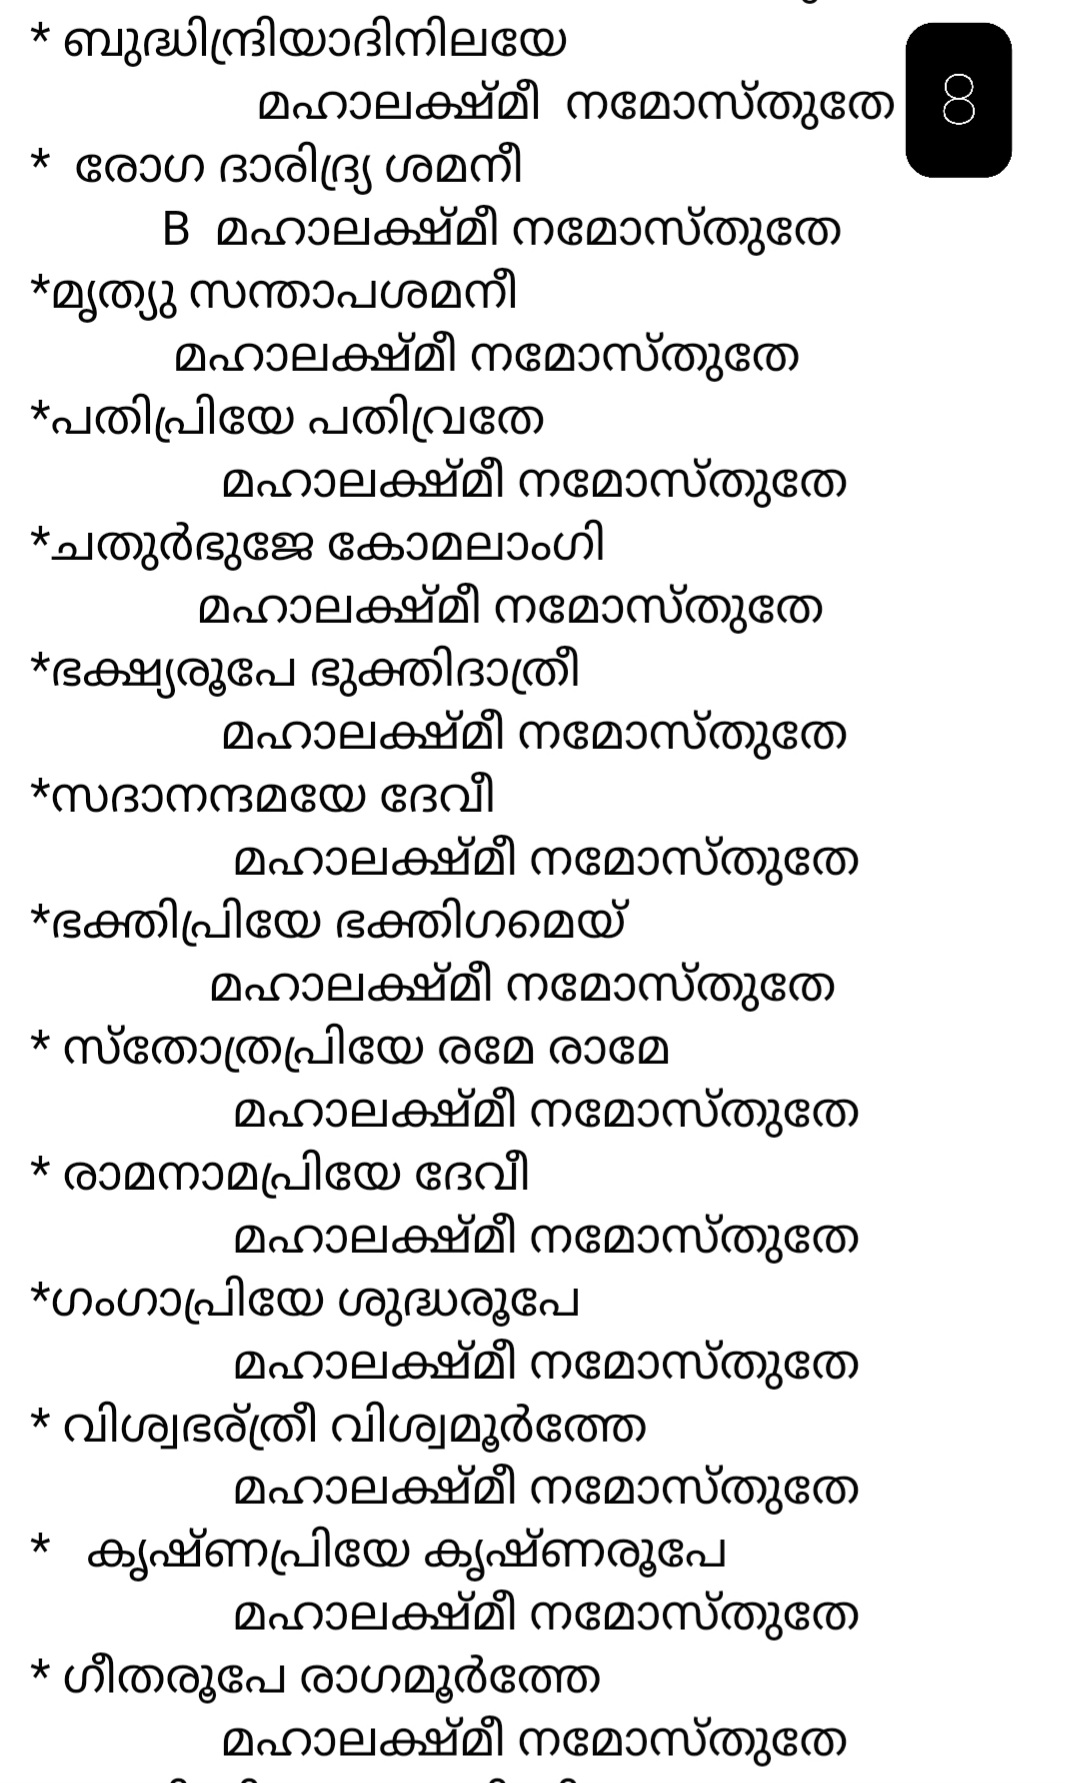 * ബുദ്ധിന്ദ്രിയാദിനിലയേ
മഹാലക്ഷ്മീ നമോസ്തുതേ 8
* രോഗ ദാരിദ്ര്യ ശമനീ
B മഹാലക്ഷ്മീ നമോസ്തുതേ
*മൃത്യു സന്താപശമനീ
മഹാലക്ഷ്മീ നമോസ്തുതേ
*പതിപ്രിയേ പതിവ്രതേ
മഹാലക്ഷ്മീ നമോസ്തുതേ
*ചതുർഭുജേ കോമലാംഗി
മഹാലക്ഷ്മീ നമോസ്തുതേ
*ഭക്ഷ്യരൂപേ ഭുക്തിദാത്രീ
മഹാലക്ഷ്മീ നമോസ്തുതേ
*സദാനന്ദമയേ ദേവീ
മഹാലക്ഷ്മീ നമോസ്തുതേ
*ഭക്തിപ്രിയേ ഭക്തിഗമെയ്
മഹാലക്ഷ്മീ നമോസ്തുതേ
* സ്തോത്രപ്രിയേ രമേ രാമേ
മഹാലക്ഷ്മീ നമോസ്തുതേ
* രാമനാമപ്രിയേ ദേവീ
മഹാലക്ഷ്മീ നമോസ്തുതേ
*ഗംഗാപ്രിയേ ശുദ്ധരൂപേ
മഹാലക്ഷ്മീ നമോസ്തുതേ
* വിശ്വഭര്ത്രീ വിശ്വമൂർത്തേ
മഹാലക്ഷ്മീ നമോസ്തുതേ
* കൃഷ്ണപ്രിയേ കൃഷ്ണരൂപേ
മഹാലക്ഷ്മീ നമോസ്തുതേ
* ഗീതരൂപേ രാഗമൂർത്തേ
മഹാലക്ഷ്മീ നമോസ്തുതേ